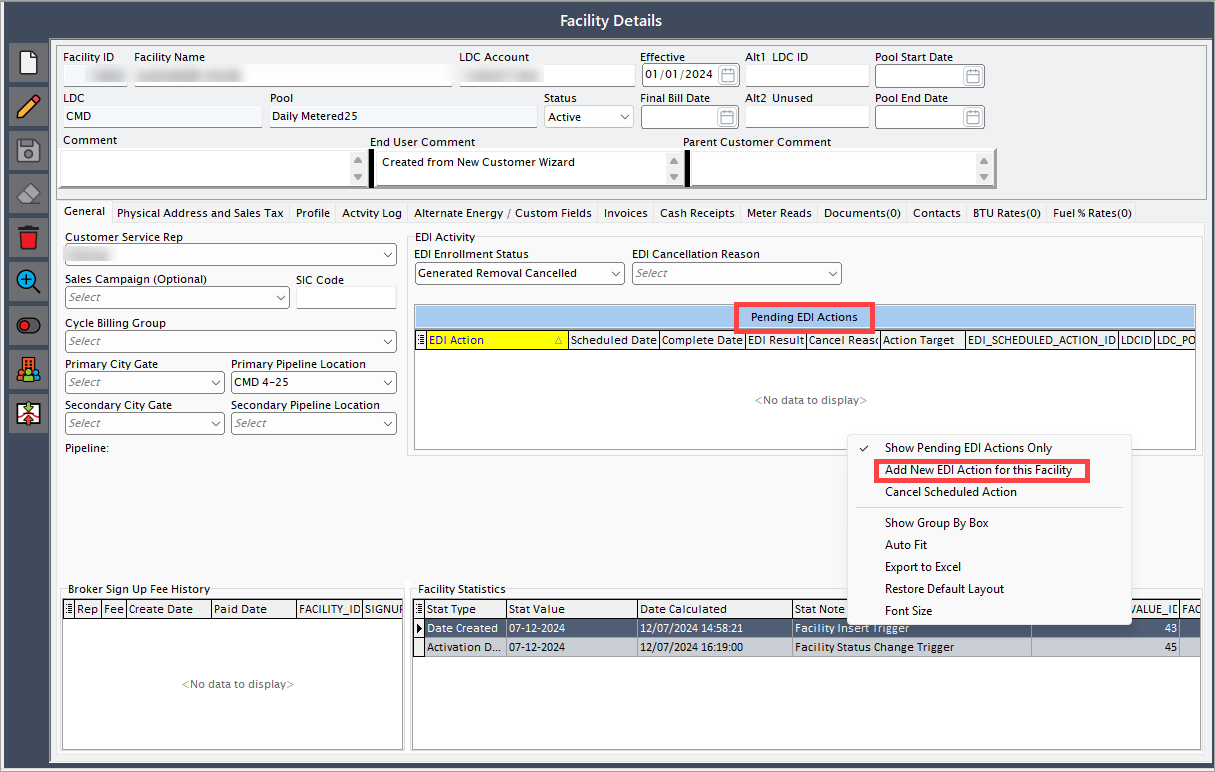 Facility Details
Facility ID Facility Name LDC Account Effective Alt1 LDC ID Pool Start Date
01/01/2024
LDC Pool Status Final Bill Date Alt2 Unused Pool End Date
CMD Daily Metered25 Active
Comment End User Comment Parent Customer Comment
Created from New Customer Wizard
General Physical Address and Sales Tax Profile Actvity Log Alternate Energy / Custom Fields Invoices Cash Receipts Meter Reads Documents(0) Contacts BTU Rates(0) Fuel % Rates(0)
Customer Service Rep
Sales Campaign (Optional) SIC Code
Select
Cycle Billing Group
Select
Primary City Gate Primary Pipeline Location
Select CMD 4-25
Secondary City Gate Secondary Pipeline Location
Select Select
Pipeline:
EDI Activity
EDI Enrollment Status EDI Cancellation Reason
Generated Removal Cancelled Select
Pending EDI Actions
EDI Action Scheduled Date Complete Date EDI Result Cancel Reasc Action Target EDI_SCHEDULED_ACTION_ID LDCID LDC_PO
<No data to display>
Show Pending EDI Actions Only
Add New EDI Action for this Facility
Cancel Scheduled Action
Show Group By Box
Auto Fit
Export to Excel
Restore Default Layout
Font Size
Broker Sign Up Fee History
Rep Fee Create Date Paid Date FACILITY_ID SIGNUP
<No data to display>
Facility Statistics
Stat Type Stat Value Date Calculated Stat Note VALUE_ID FAC
Date Created 07-12-2024 12/07/2024 14:58:21 Facility Insert Trigger 43
Activation D... 07-12-2024 12/07/2024 16:19:00 Facility Status Change Trigger 45